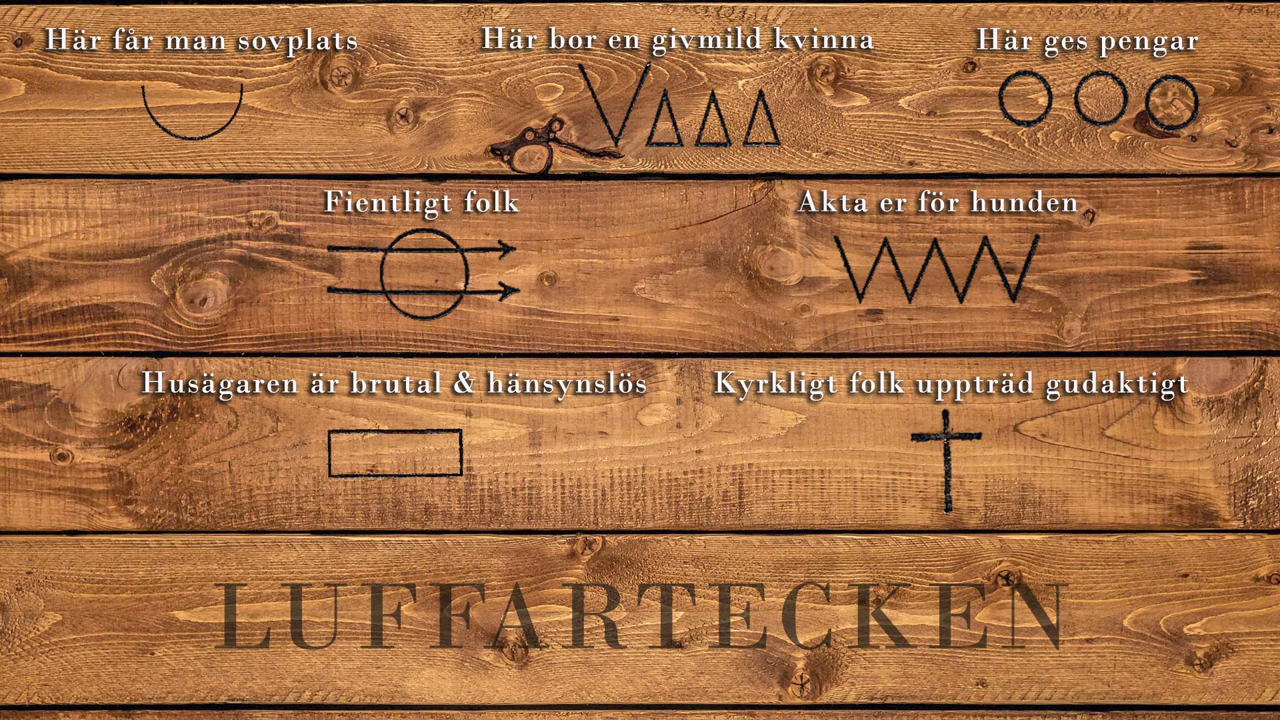 Här får man sovplats
Här bor en givmild kvinna
Här ges pengar
Fientligt folk
Akta er för hunden
Husägaren är brutal & hänsynslös
Kyrkligt folk uppträd gudaktigt
LUFFARTECKEN